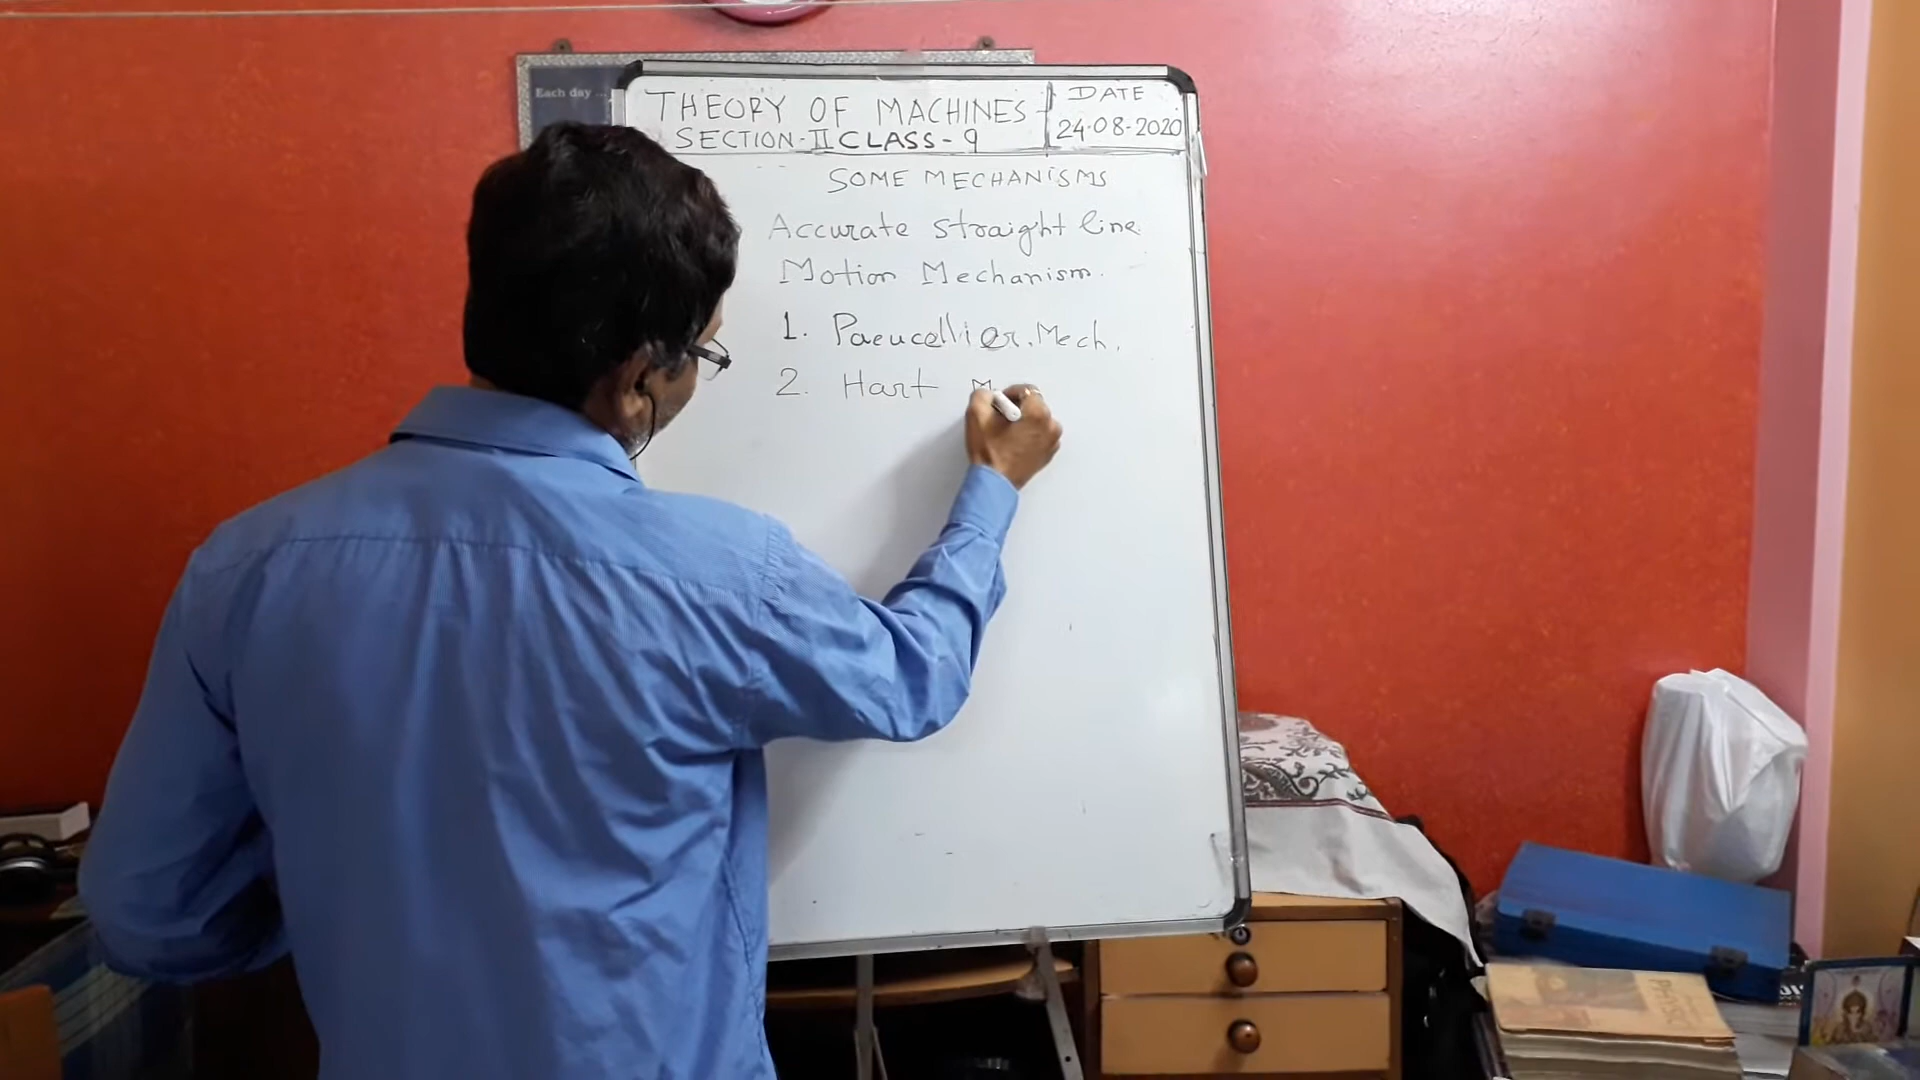 Each day ...
THEORY OF MACHINES
SECTION-II CLASS-9
DATE
24.08.2020
SOME MECHANISMS
Accurate straight line
Motion Mechanism.
1. Paeucellier. Mech.
2. Hart M
PHYSIC